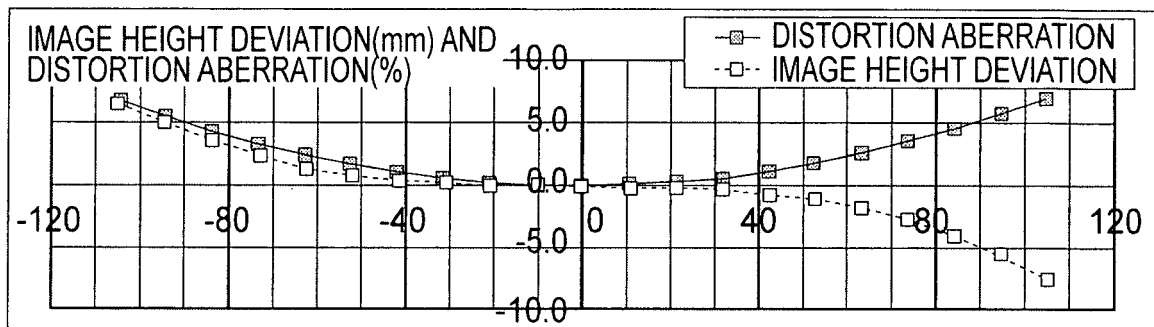 IMAGE HEIGHT DEVIATION(mm) AND
DISTORTION ABERRATION(%)
DISTORTION ABERRATION
IMAGE HEIGHT DEVIATION
10.0
5.0
0.0
-120 -80 -40 0 40 80 120
-5.0
-10.0